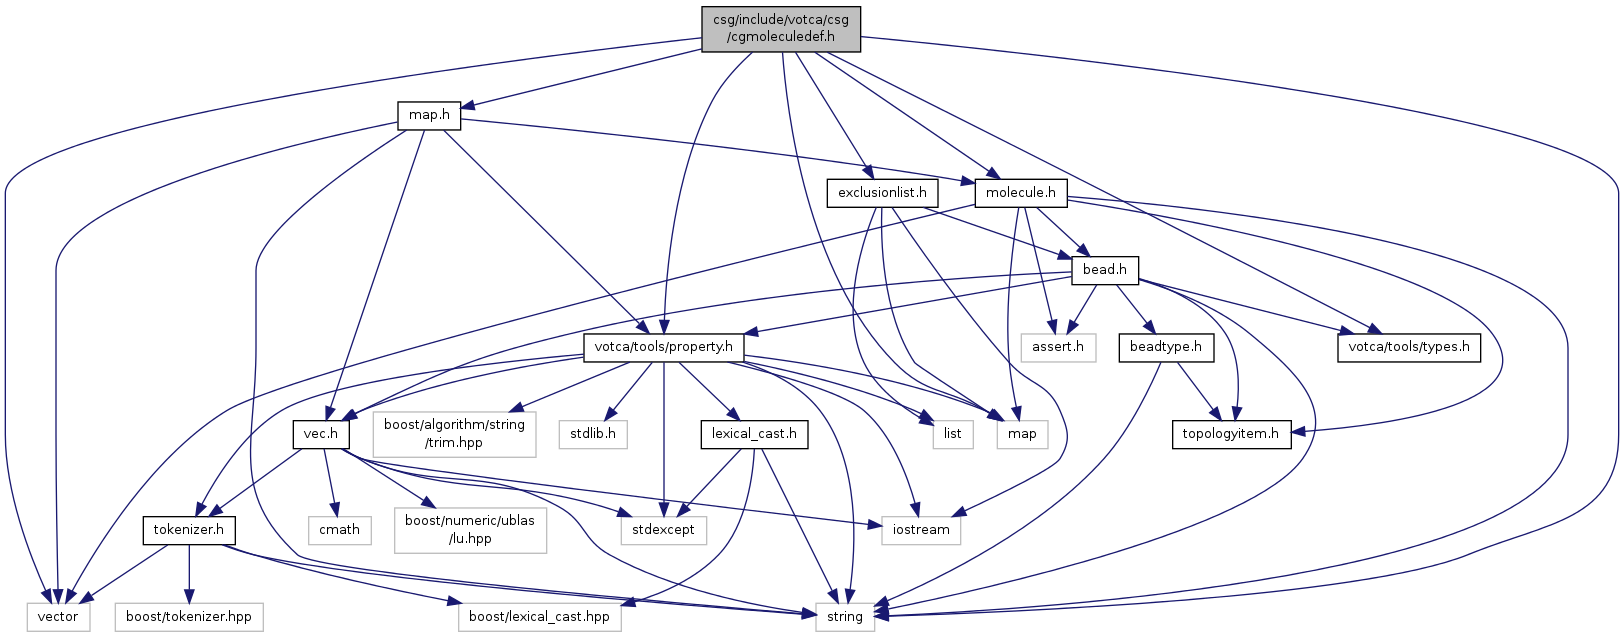 csg/include/votca/csg
/cgmoleculedef.h
map.h
exclusionlist.h
molecule.h
bead.h
votca/tools/property.h
assert.h
beadtype.h
votca/tools/types.h
vec.h
boost/algorithm/string
/trim.hpp
stdlib.h
lexical_cast.h
list
map
topologyitem.h
tokenizer.h
cmath
boost/numeric/ublas
/lu.hpp
stdexcept
iostream
vector
boost/tokenizer.hpp
boost/lexical_cast.hpp
string